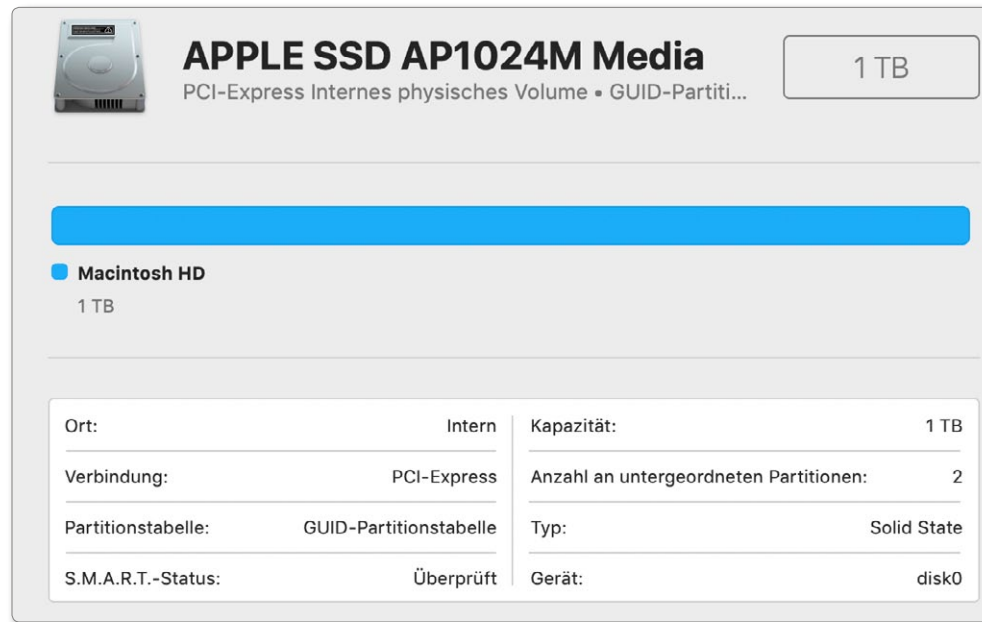 APPLE SSD AP1024M Media
PCI-Express Internes physisches Volume • GUID-Partiti...
1 TB
Macintosh HD
1 TB
Ort: Intern
Verbindung: PCI-Express
Partitionstabelle: GUID-Partitionstabelle
S.M.A.R.T.-Status: Überprüft
Kapazität: 1 TB
Anzahl an untergeordneten Partitionen: 2
Typ: Solid State
Gerät: disk0